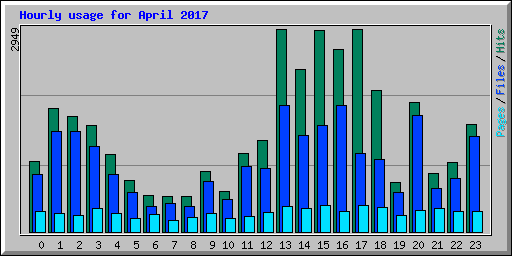 Hourly usage for April 2017
2949
Pages/Files/Hits
0 1 2 3 4 5 6 7 8 9 10 11 12 13 14 15 16 17 18 19 20 21 22 23